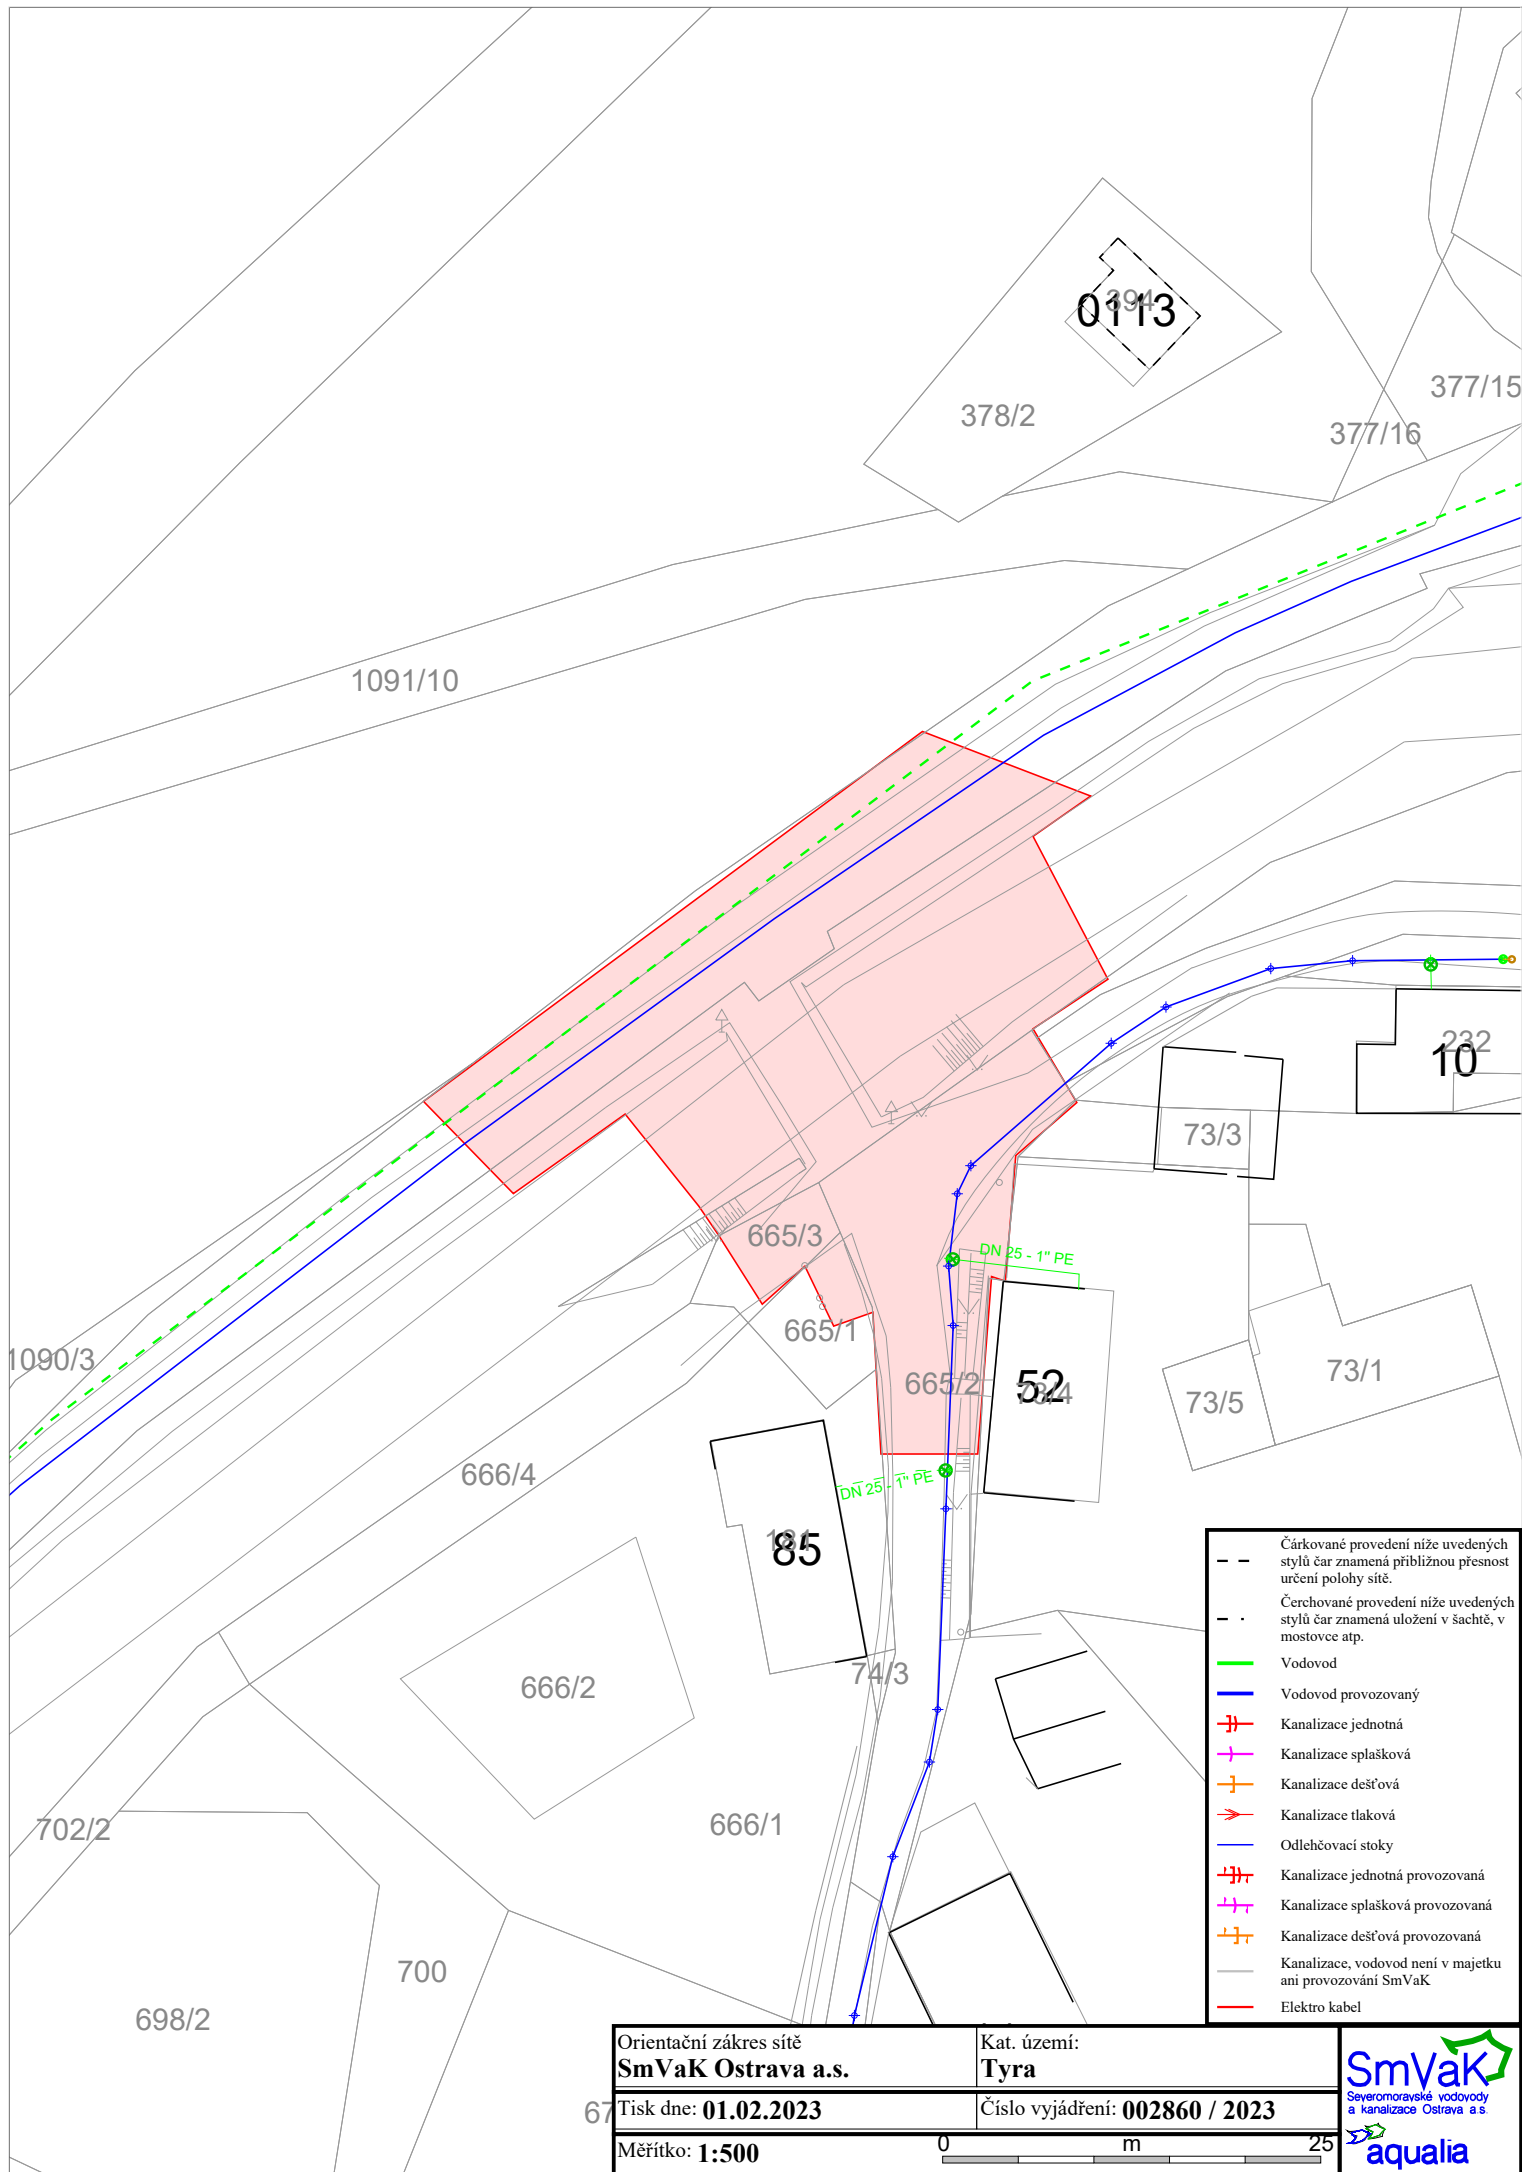 394
0113
377/15
378/2
377/16
1091/10
232
10
73/3
665/3
DN 25 - 1" PE
665/1
1090/3
73/1
665/2
52
73/4
73/5
666/4
DN 25 - 1" PE
181
85
74/3
666/2
666/1
702/2
700
698/2
67
Čárkované provedení níže uvedených
stylů čar znamená přibližnou přesnost
určení polohy sítě.
Čerchované provedení níže uvedených
stylů čar znamená uložení v šachtě, v
mostovce atp.
Vodovod
Vodovod provozovaný
Kanalizace jednotná
Kanalizace splašková
Kanalizace dešťová
Kanalizace tlaková
Odlehčovací stoky
Kanalizace jednotná provozovaná
Kanalizace splašková provozovaná
Kanalizace dešťová provozovaná
Kanalizace, vodovod není v majetku
ani provozování SmVaK
Elektro kabel
Orientační zákres sítě
SmVaK Ostrava a.s.
Kat. území:
Tyra
Tisk dne: 01.02.2023
Číslo vyjádření: 002860 / 2023
Měřítko: 1:500
0 m 25
SmVaK
Severomoravské vodovody
a kanalizace Ostrava a.s.
aqualia